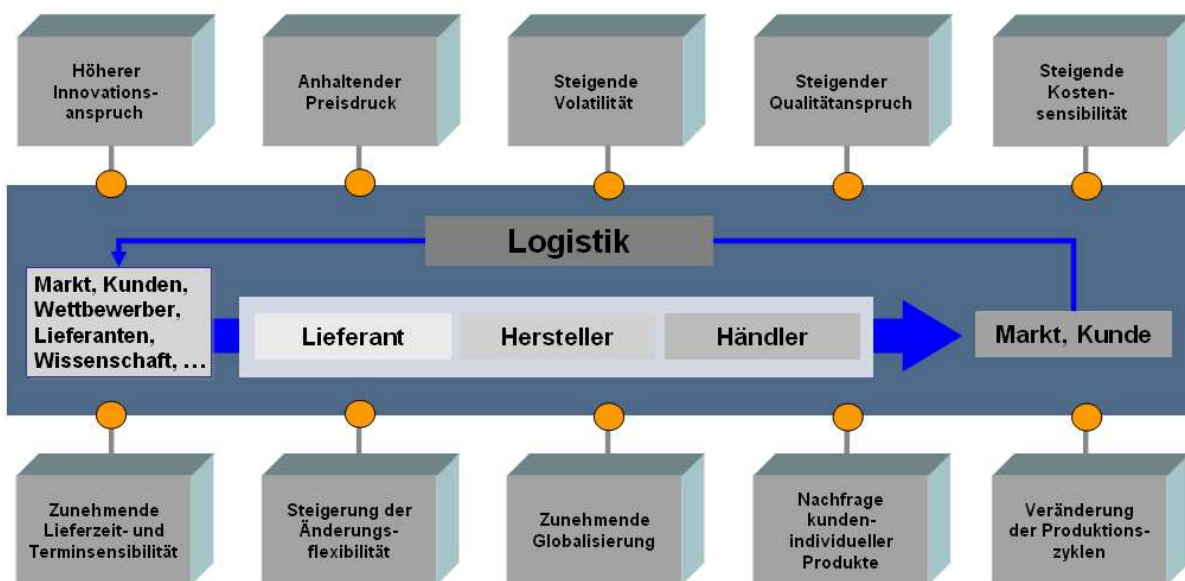 Höherer
Innovations-
anspruch
Anhaltender
Preisdruck
Steigende
Volatilität
Steigender
Qualitätanspruch
Steigende
Kosten-
sensibilität
Logistik
Markt, Kunden,
Wettbewerber,
Lieferanten,
Wissenschaft, ...
Lieferant
Hersteller
Händler
Markt, Kunde
Zunehmende
Lieferzeit- und
Terminsensibilität
Steigerung der
Änderungs-
flexibilität
Zunehmende
Globalisierung
Nachfrage
kunden-
individueller
Produkte
Veränderung
der Produktions-
zyklen